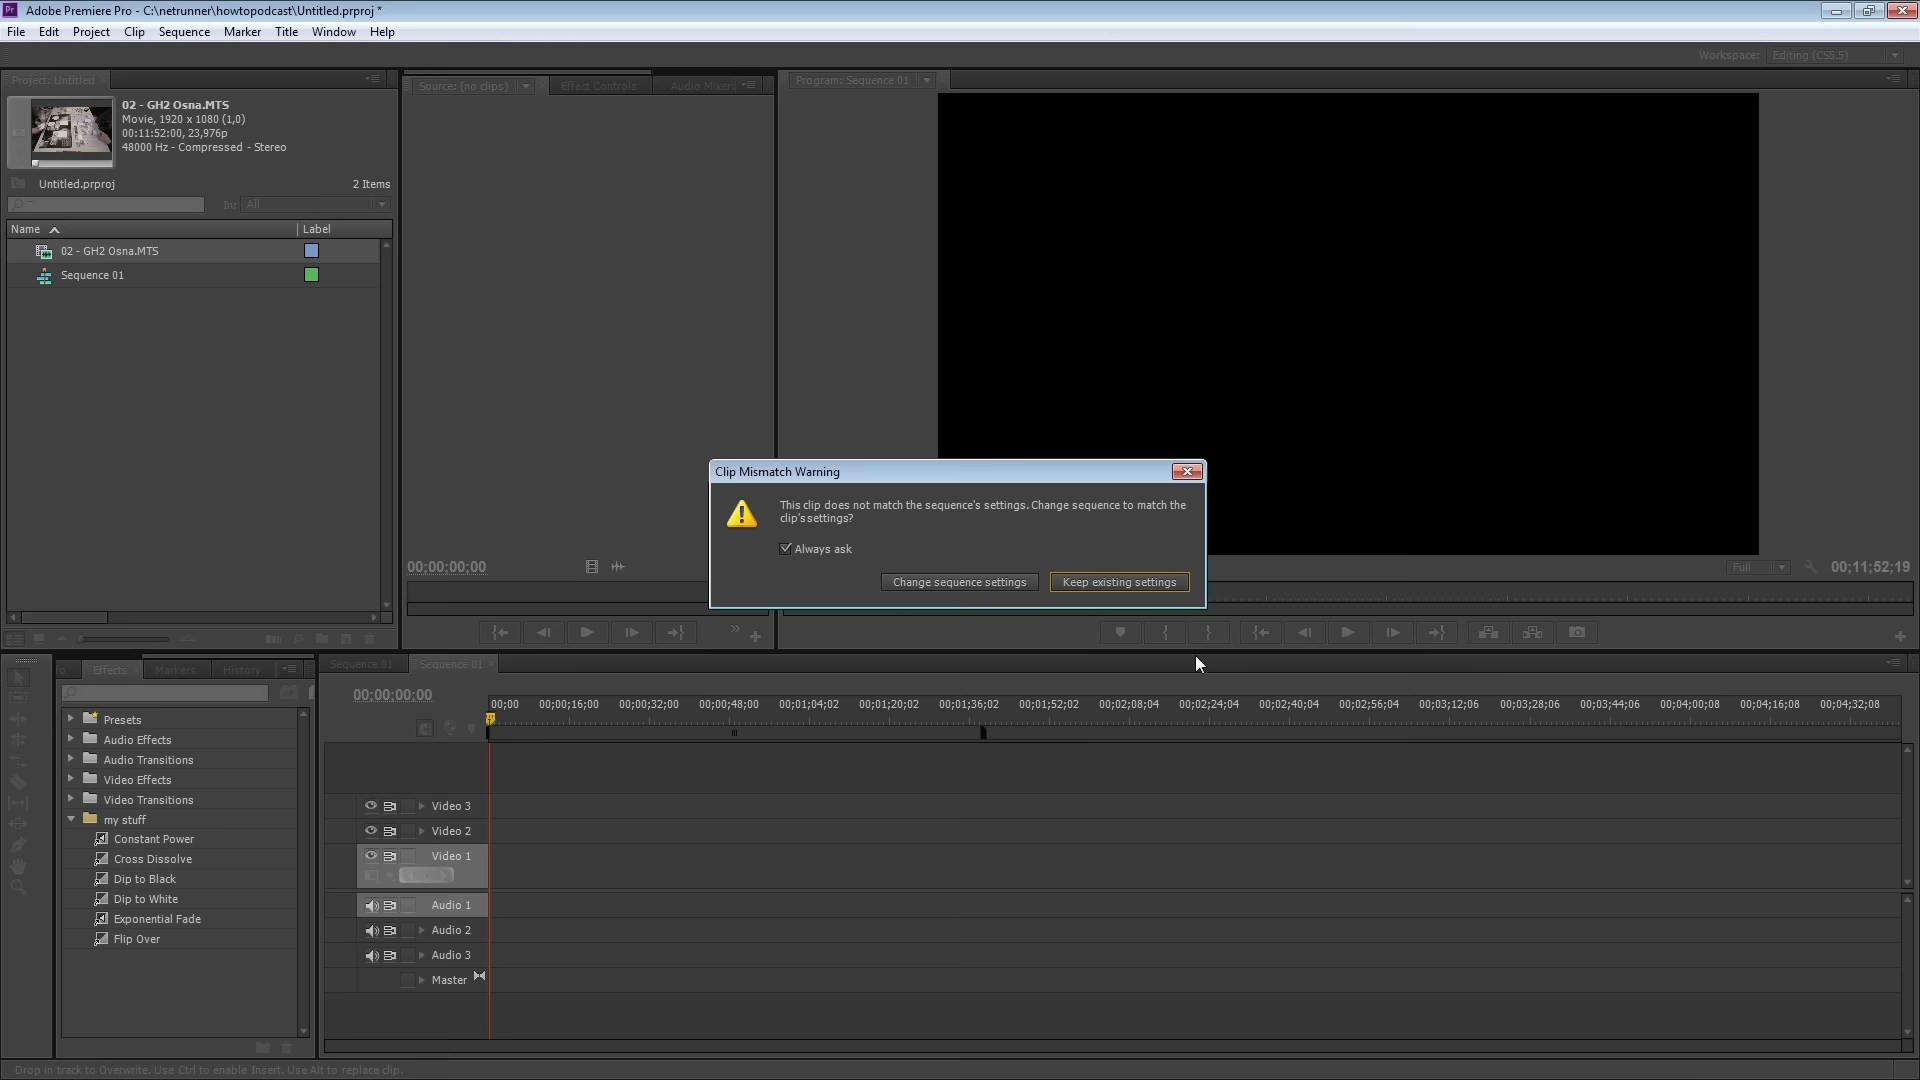 Pr Adobe Premiere Pro - C:\netrunner\howtopodcast\Untitled.prproj *
File Edit Project Clip Sequence Marker Title Window Help
Workspace: Editing (CS5.5)
Project: Untitled
02 - GH2 Osna.MTS
Movie, 1920 x 1080 (1,0)
00:11:52:00, 23,976p
48000 Hz - Compressed - Stereo
Untitled.prproj 2 Items
In: All
Name Label
02 - GH2 Osna.MTS
Sequence 01
Source: (no clips) Effect Controls Audio Mixer:
00;00;00;00
Program: Sequence 01
Full 00;11;52;19
Clip Mismatch Warning
This clip does not match the sequence's settings. Change sequence to match the
clip's settings?
Always ask
Change sequence settings Keep existing settings
fo Effects Markers History
Presets
Audio Effects
Audio Transitions
Video Effects
Video Transitions
my stuff
Constant Power
Cross Dissolve
Dip to Black
Dip to White
Exponential Fade
Flip Over
Sequence 01 Sequence 01
00;00;00;00
00;00 00;00;16;00 00;00;32;00 00;00;48;00 00;01;04;02 00;01;20;02 00;01;36;02 00;01;52;02 00;02;08;04 00;02;24;04 00;02;40;04 00;02;56;04 00;03;12;06 00;03;28;06 00;03;44;06 00;04;00;08 00;04;16;08 00;04;32;08
Video 3
Video 2
Video 1
Audio 1
Audio 2
Audio 3
Master
Drop in track to Overwrite. Use Ctrl to enable Insert. Use Alt to replace clip.